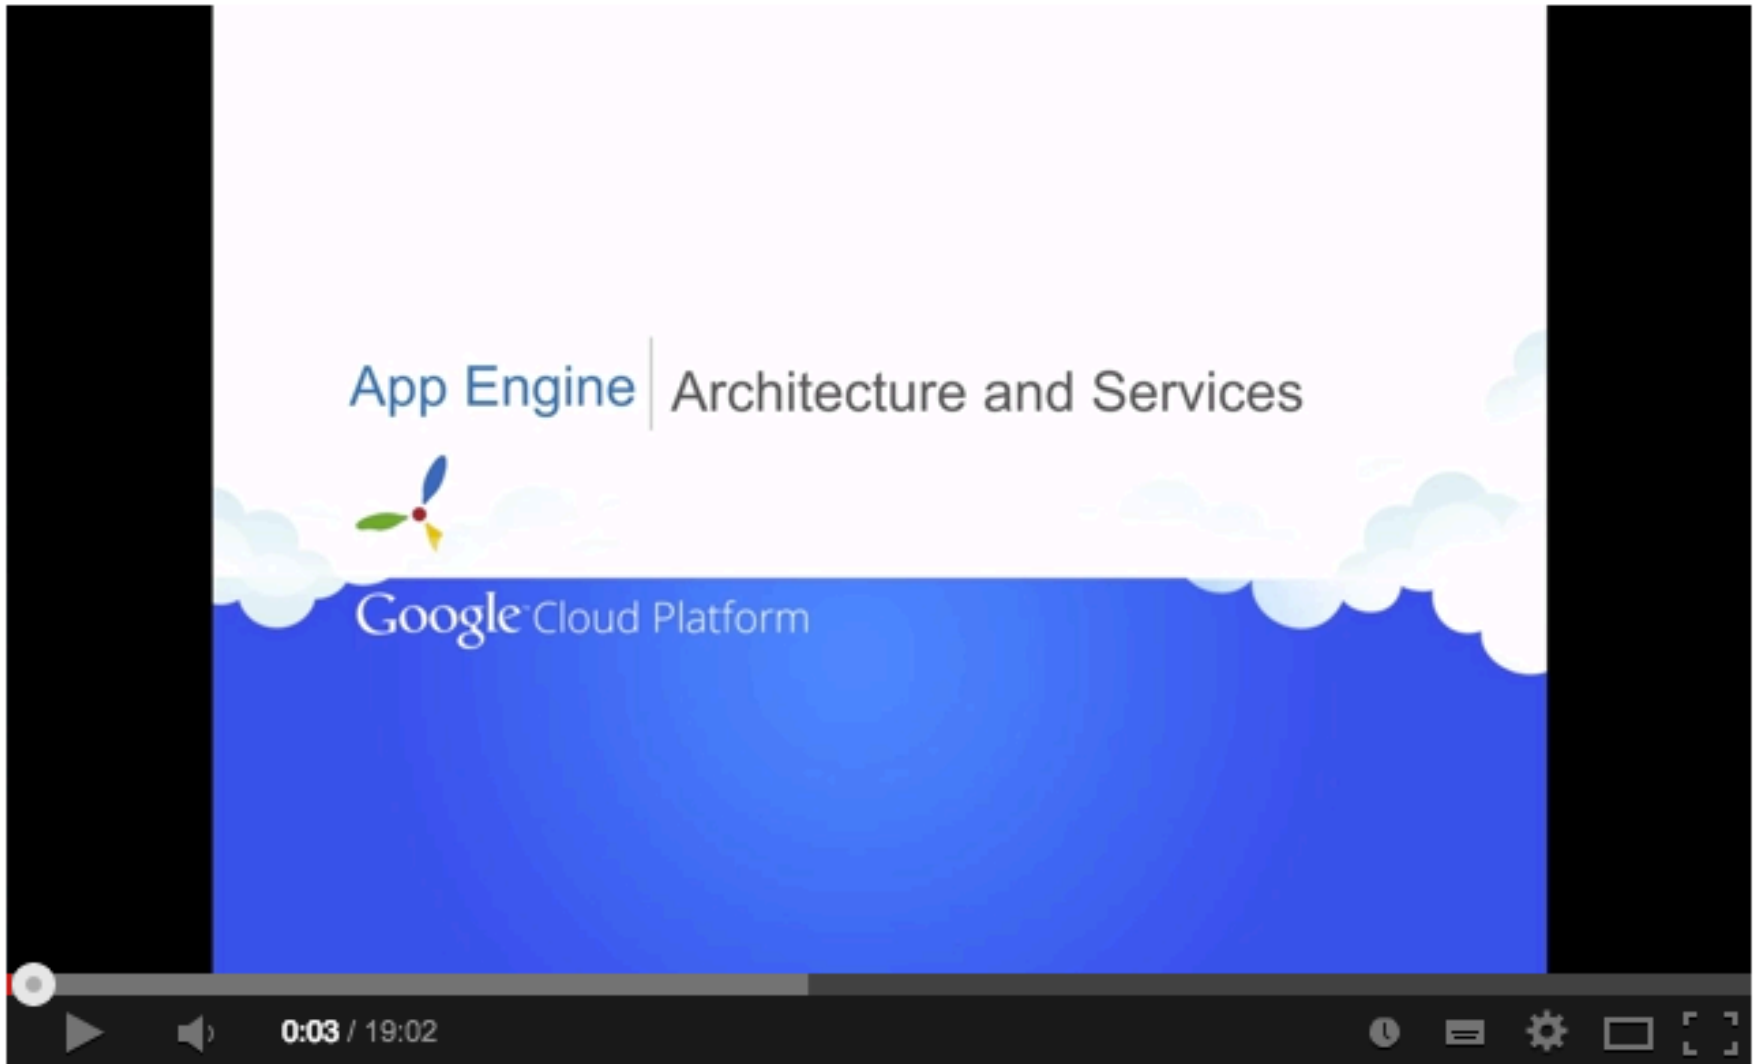 App Engine Architecture and Services
Google Cloud Platform
0:03 / 19:02